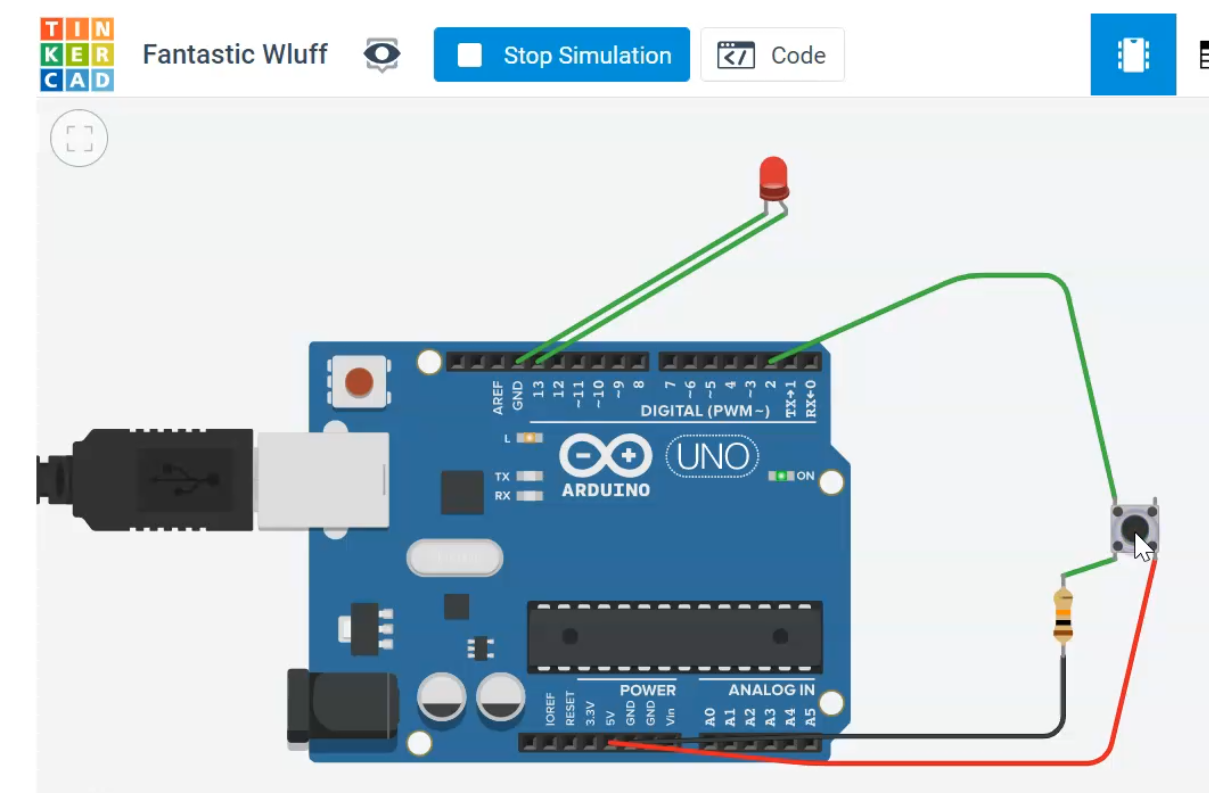 TIN
KER
CAD
Fantastic Wluff
Stop Simulation
Code
AREF
GND
13
12
~11
~10
~9
8
7
~6
~5
4
~3
2
TX→1
RX←0
DIGITAL (PWM~)
L
TX
RX
ARDUINO
UNO
ON
POWER
ANALOG IN
IOREF
RESET
3.3V
5V
GND
GND
Vin
A0
A1
A2
A3
A4
A5